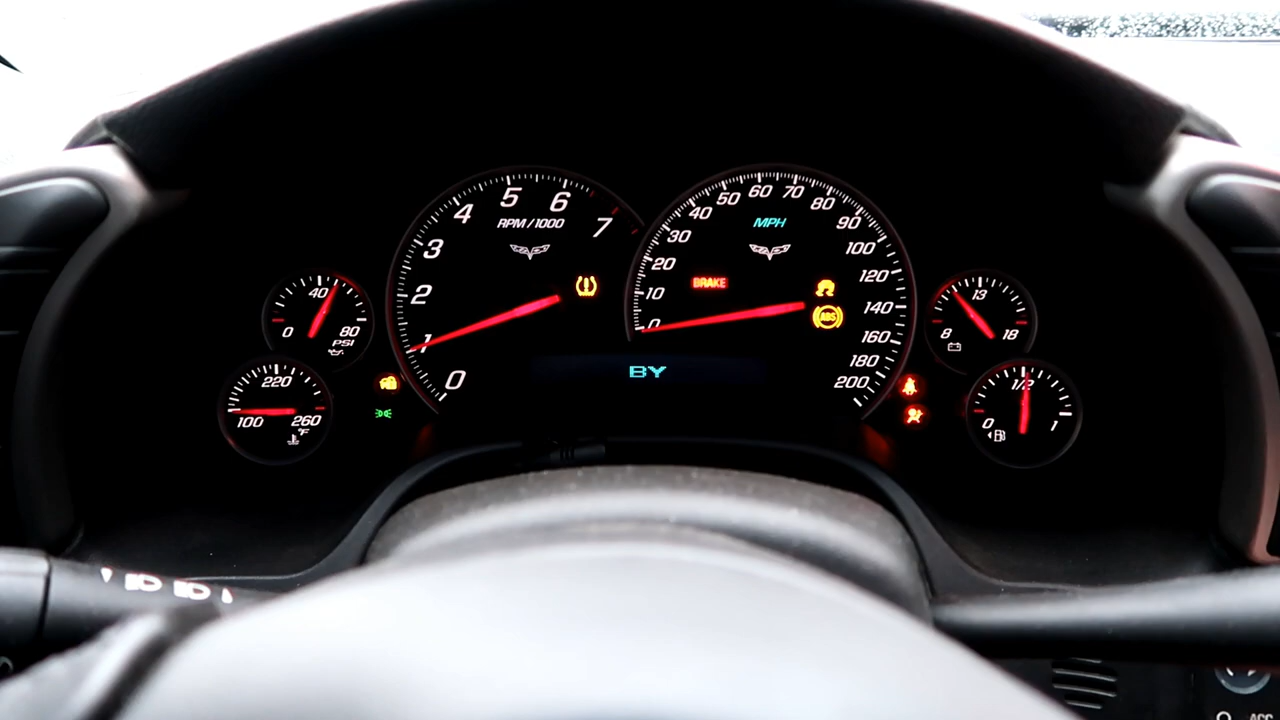 4 5 6 7
3
2
1
0
RPM/1000
0 10 20 30 40 50 60 70 80 90 100 120 140 160 180 200
MPH
BRAKE
ABS
BY
0 40 80
PSI
100 220 260
°F
8 13 18
0 1/2 1